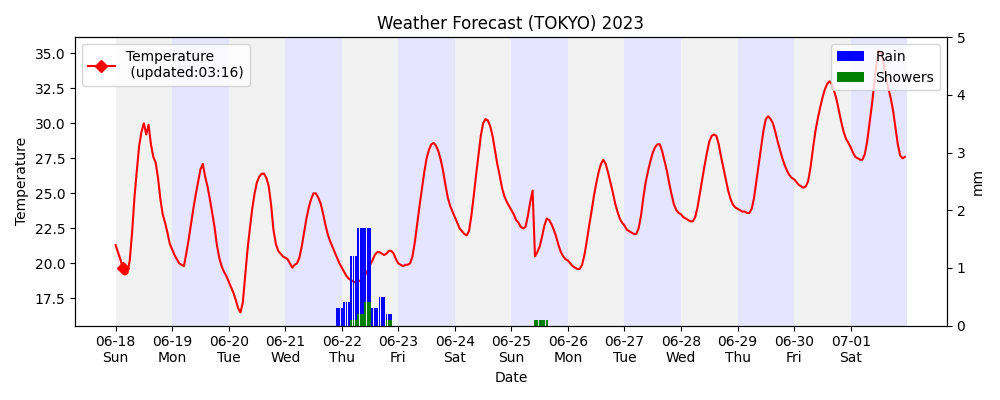 Weather Forecast (TOKYO) 2023
Temperature
(updated:03:16)
Rain
Showers
35.0
32.5
30.0
27.5
25.0
22.5
20.0
17.5
Temperature
5
4
3
2
1
0
mm
06-18 06-19 06-20 06-21 06-22 06-23 06-24 06-25 06-26 06-27 06-28 06-29 06-30 07-01
Sun Mon Tue Wed Thu Fri Sat Sun Mon Tue Wed Thu Fri Sat
Date